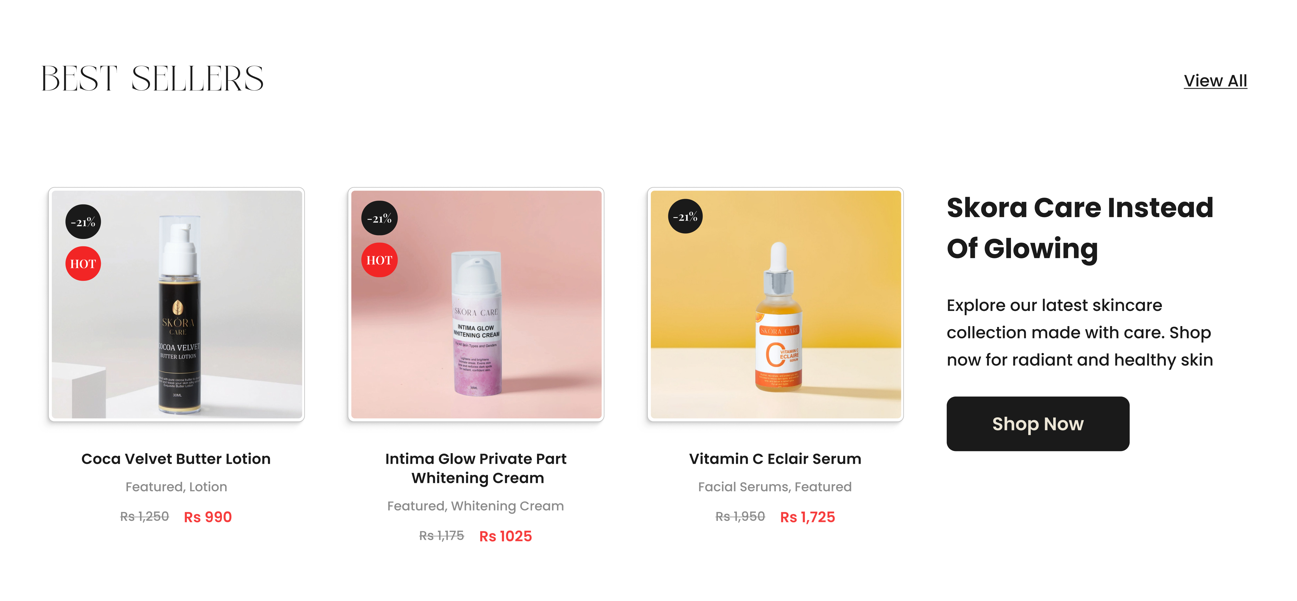 BEST SELLERS
View All
-21%
HOT
SKORA
CARE
COCOA VELVET
BUTTER LOTION
Coca Velvet Butter Lotion
Featured, Lotion
Rs 1,250 Rs 990
-21%
HOT
SKORA CARE
INTIMA GLOW
WHITENING CREAM
Intima Glow Private Part
Whitening Cream
Featured, Whitening Cream
Rs 1,175 Rs 1025
-21%
SKORA CARE
C
VITAMIN C
ECLAIR
Vitamin C Eclair Serum
Facial Serums, Featured
Rs 1,950 Rs 1,725
Skora Care Instead
Of Glowing
Explore our latest skincare
collection made with care. Shop
now for radiant and healthy skin
Shop Now